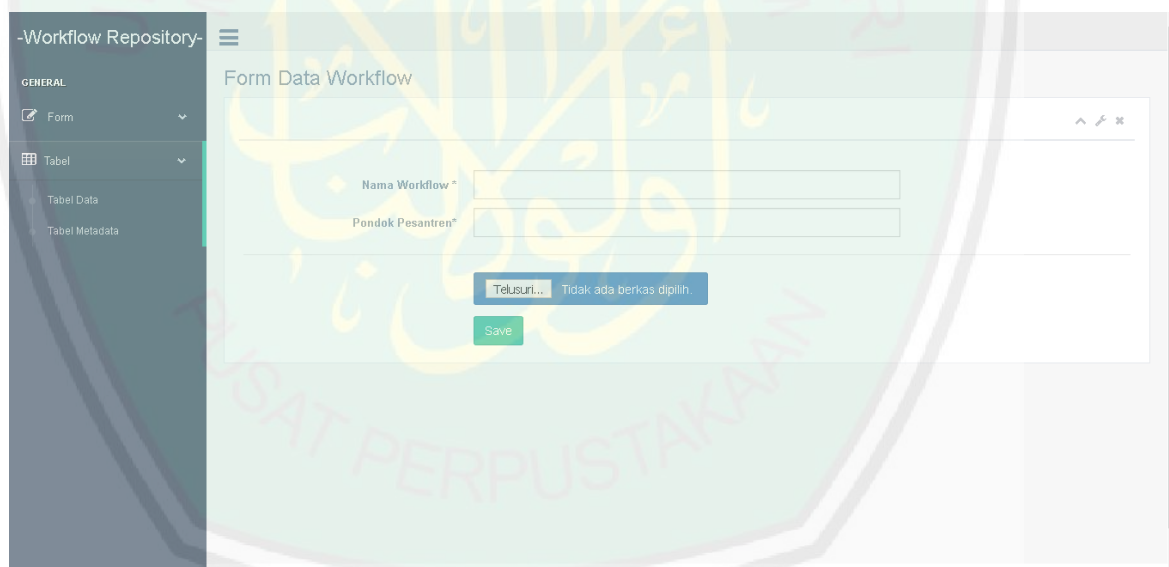 -Workflow Repository-
GENERAL
Form
Tabel
Tabel Data
Tabel Metadata
Form Data Workflow
Nama Workflow *
Pondok Pesantren*
Telusuri... Tidak ada berkas dipilih.
Save
PUSAT PERPUSTAKAAN